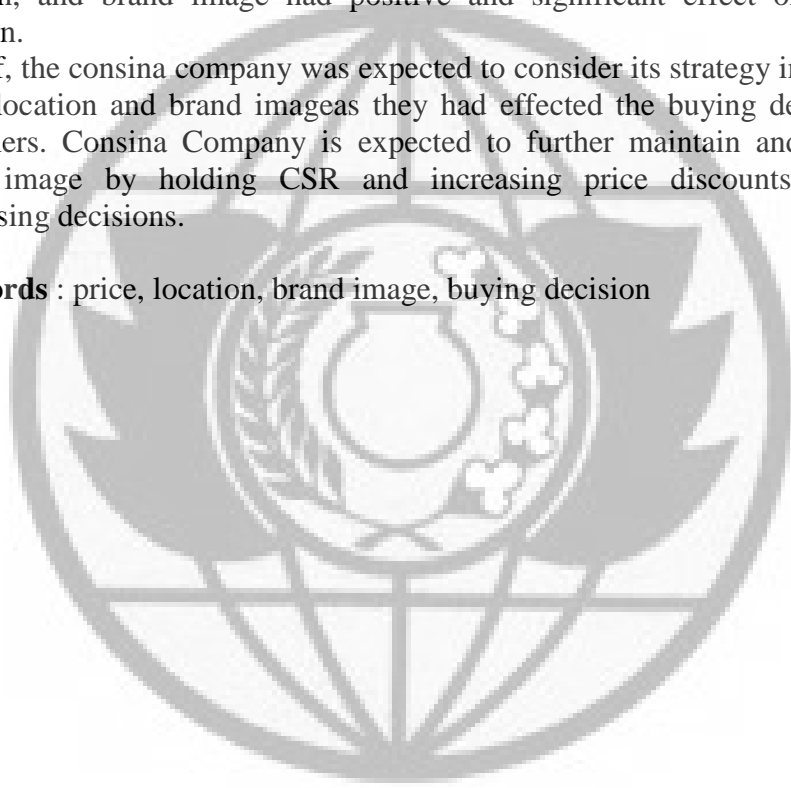 , and brand image had positive and significant effect o
n.
, the consina company was expected to consider its strategy i
location and brand imageas they had effected the buying de
ers. Consina Company is expected to further maintain and
image by holding CSR and increasing price discounts
sing decisions.
ords : price, location, brand image, buying decision